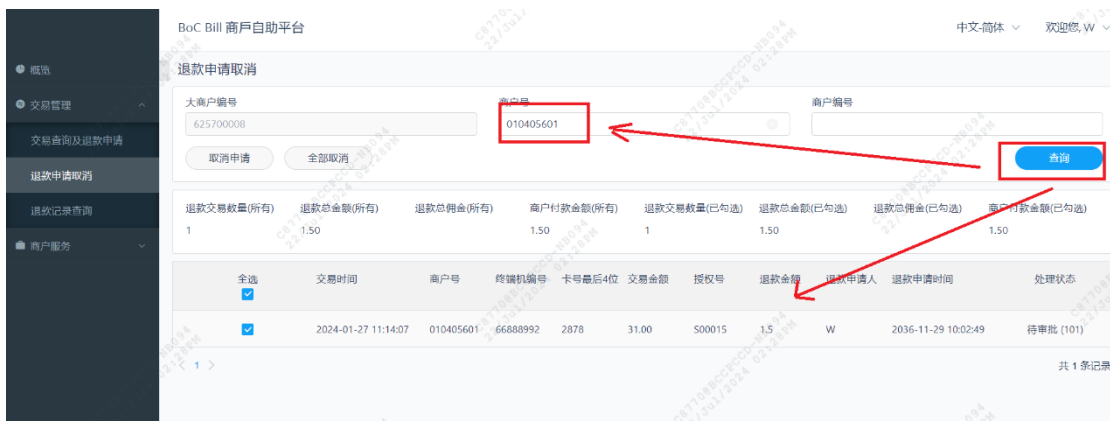 BoC Bill 商戶自助平台
中文-简体
欢迎您, W
概览
退款申请取消
交易管理
大商户编号
商户号
商户编号
625700008
010405601
交易查询及退款申请
取消申请
全部取消
查询
退款申请取消
退款记录查询
退款交易数量(所有)
退款总金额(所有)
退款总佣金(所有)
商户付款金额(所有)
退款交易数量(已勾选)
退款总金额(已勾选)
退款总佣金(已勾选)
商户付款金额(已勾选)
1
1.50
1.50
1
1.50
1.50
商户服务
全选
交易时间
商户号
终端机编号
卡号最后4位
交易金额
授权号
退款金额
退款申请人
退款申请时间
处理状态
2024-01-27 11:14:07
010405601
66888992
2878
31.00
S00015
1.5
W
2036-11-29 10:02:49
待审批 (101)
< 1 >
共 1 条记录